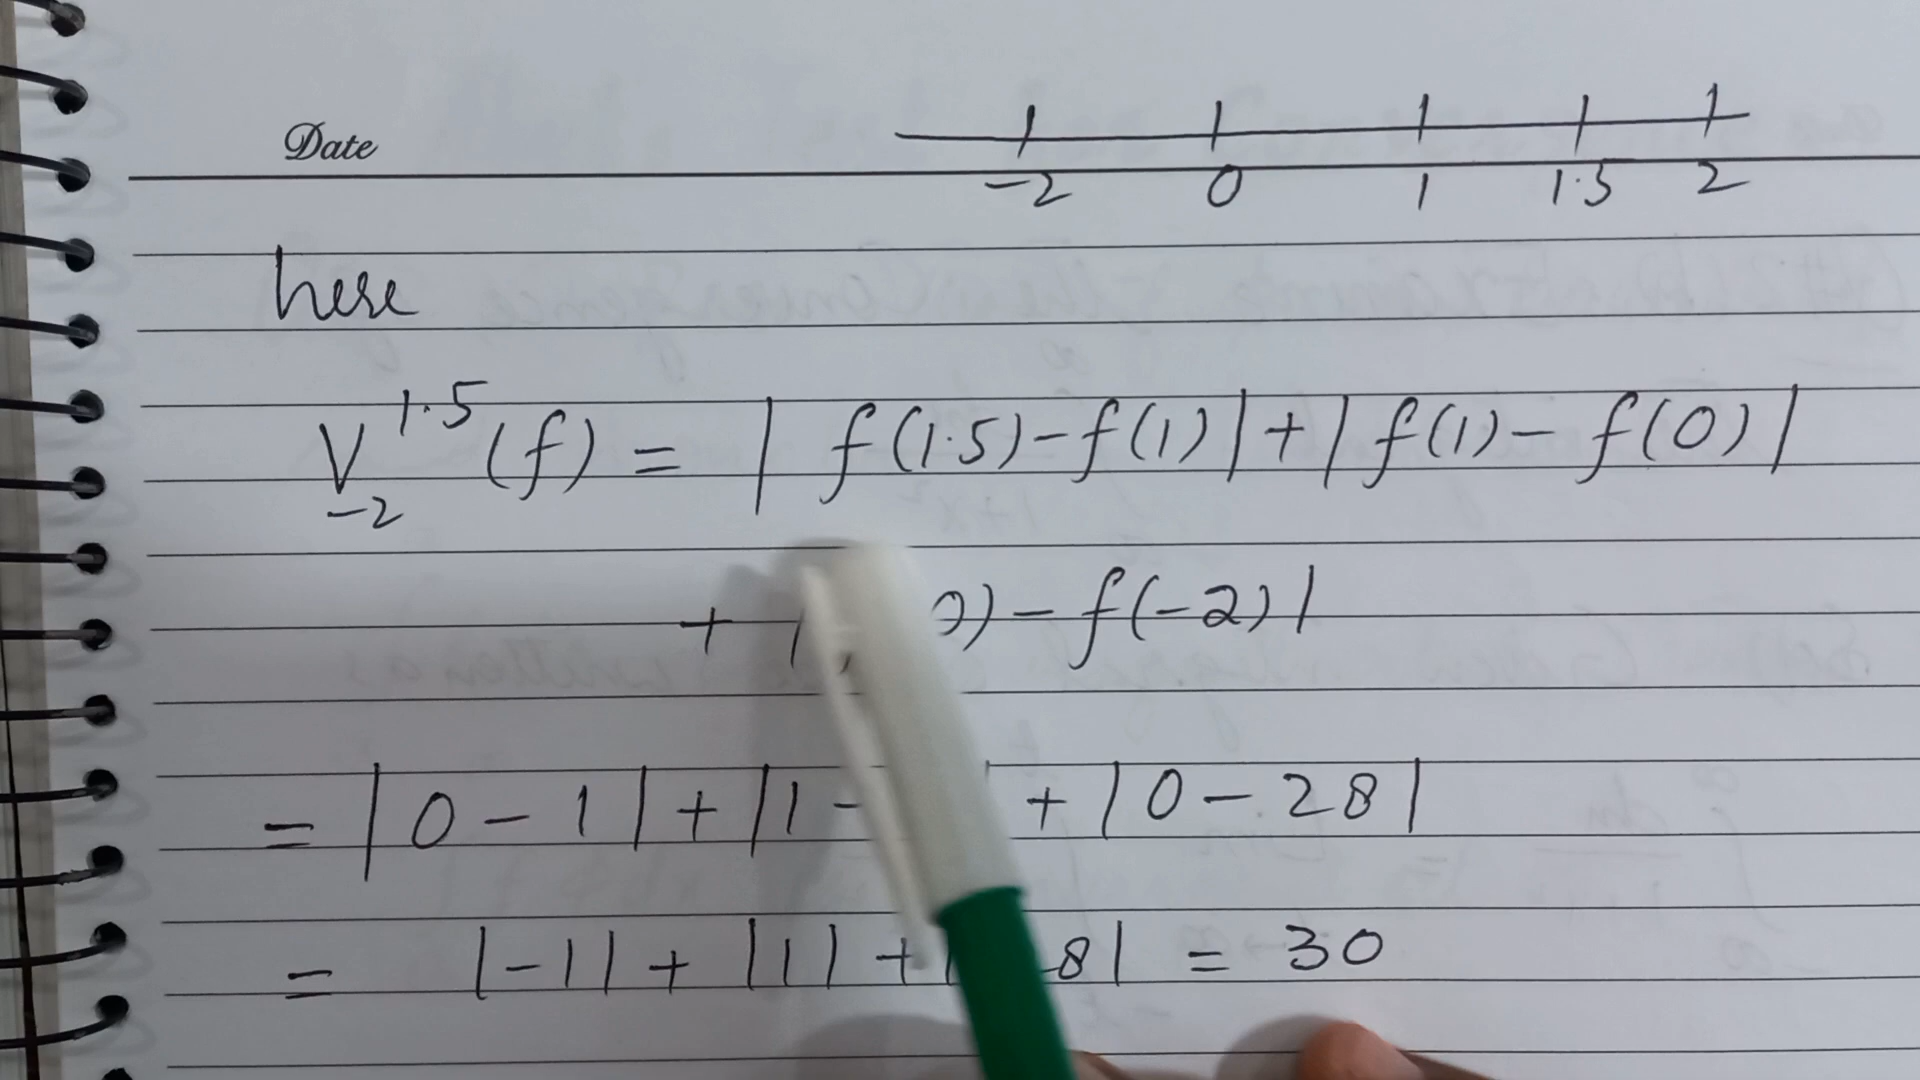 Date
-2 0 1 1.5 2
here
V_{-2}^{1.5} (f) = | f(1.5) - f(1) | + | f(1) - f(0) |
+ | 0) - f(-2) |
= | 0 - 1 | + | 1 - | + | 0 - 28 |
= | -1 | + | 1 | + | 8 | = 30